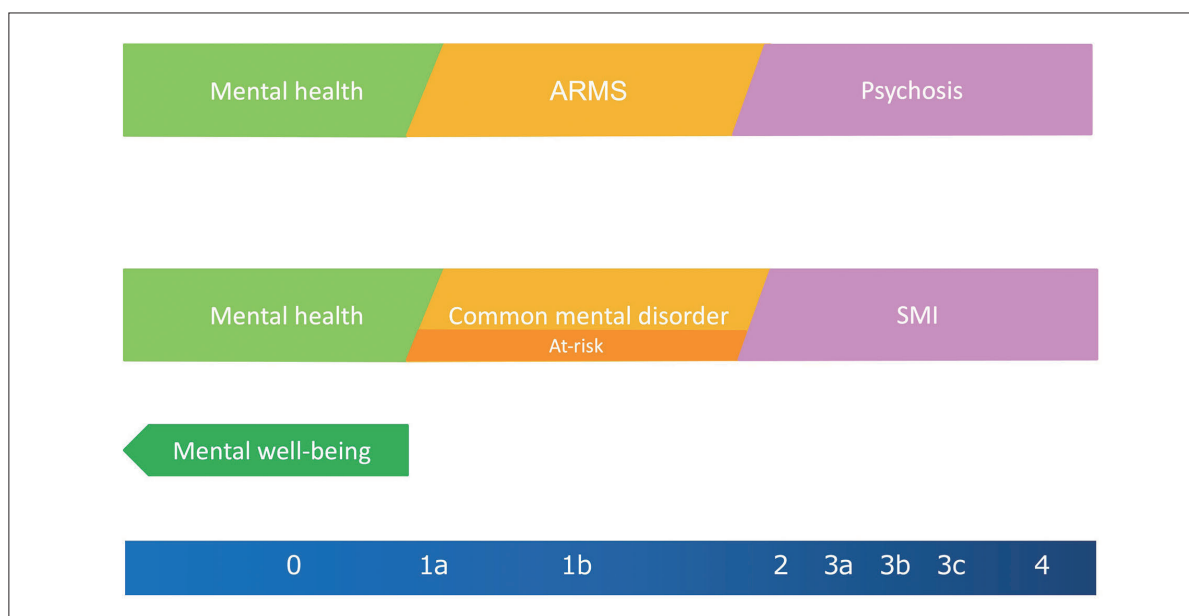 Mental health ARMS Psychosis
Mental health Common mental disorder SMI
At-risk
Mental well-being
0 1a 1b 2 3a 3b 3c 4